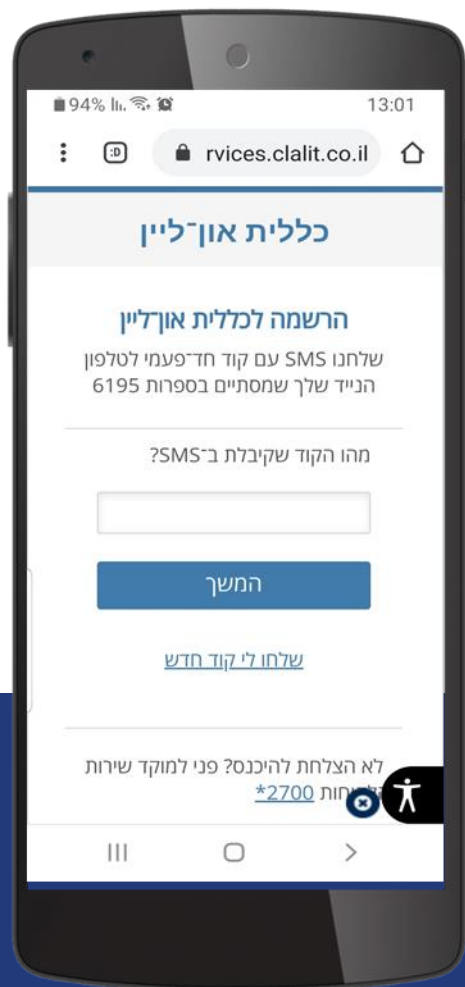 94% 13:01
:D rvices.clalit.co.il
כללית און־ליין
הרשמה לכללית און־ליין
שלחנו SMS עם קוד חד־פעמי לטלפון
הנייד שלך שמסתיים בספרות 6195
מהו הקוד שקיבלת ב־SMS?
המשך
שלחו לי קוד חדש
לא הצלחת להיכנס? פני למוקד שירות
*2700